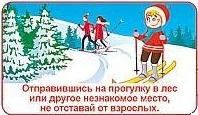 Отправившись на прогулку в лес
или другое незнакомое место,
не отставай от взрослых.